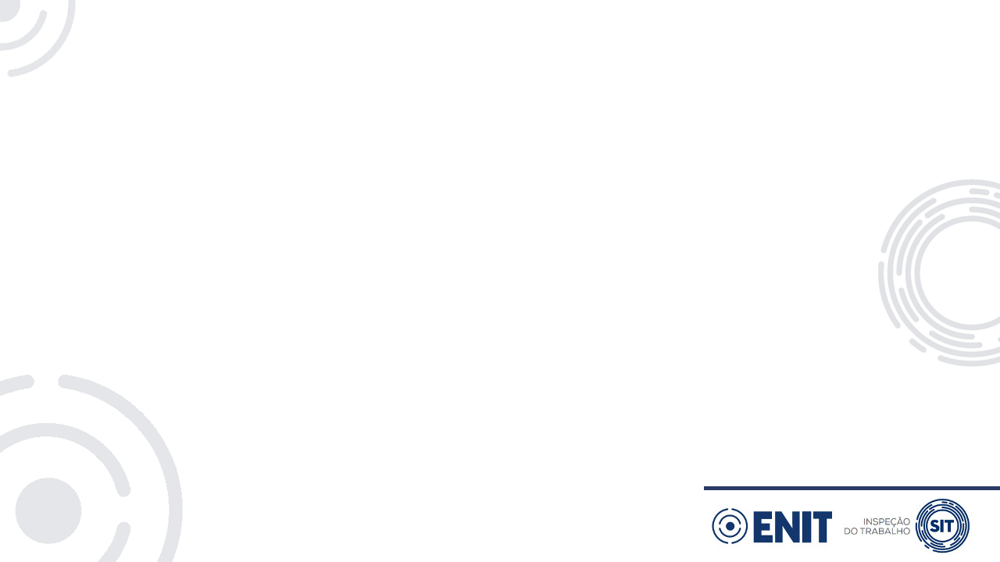 ENIT
INSPEÇÃO
DO TRABALHO
SIT